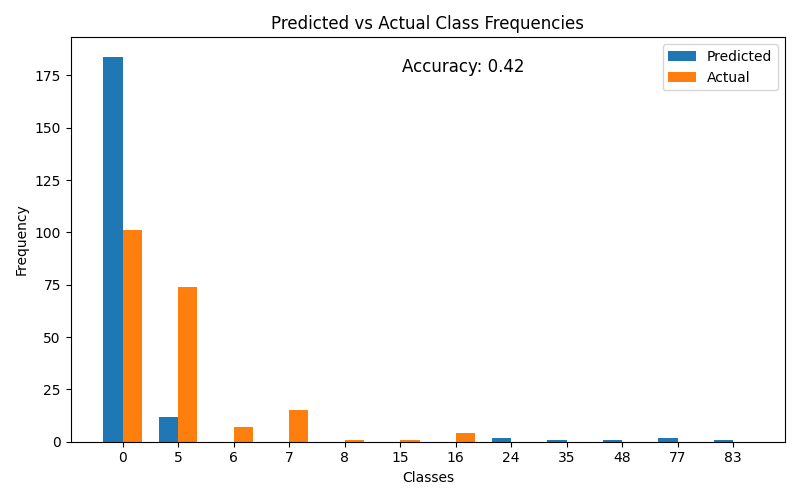 Predicted vs Actual Class Frequencies
Accuracy: 0.42
Predicted
Actual
Frequency
175
150
125
100
75
50
25
0
0 5 6 7 8 15 16 24 35 48 77 83
Classes